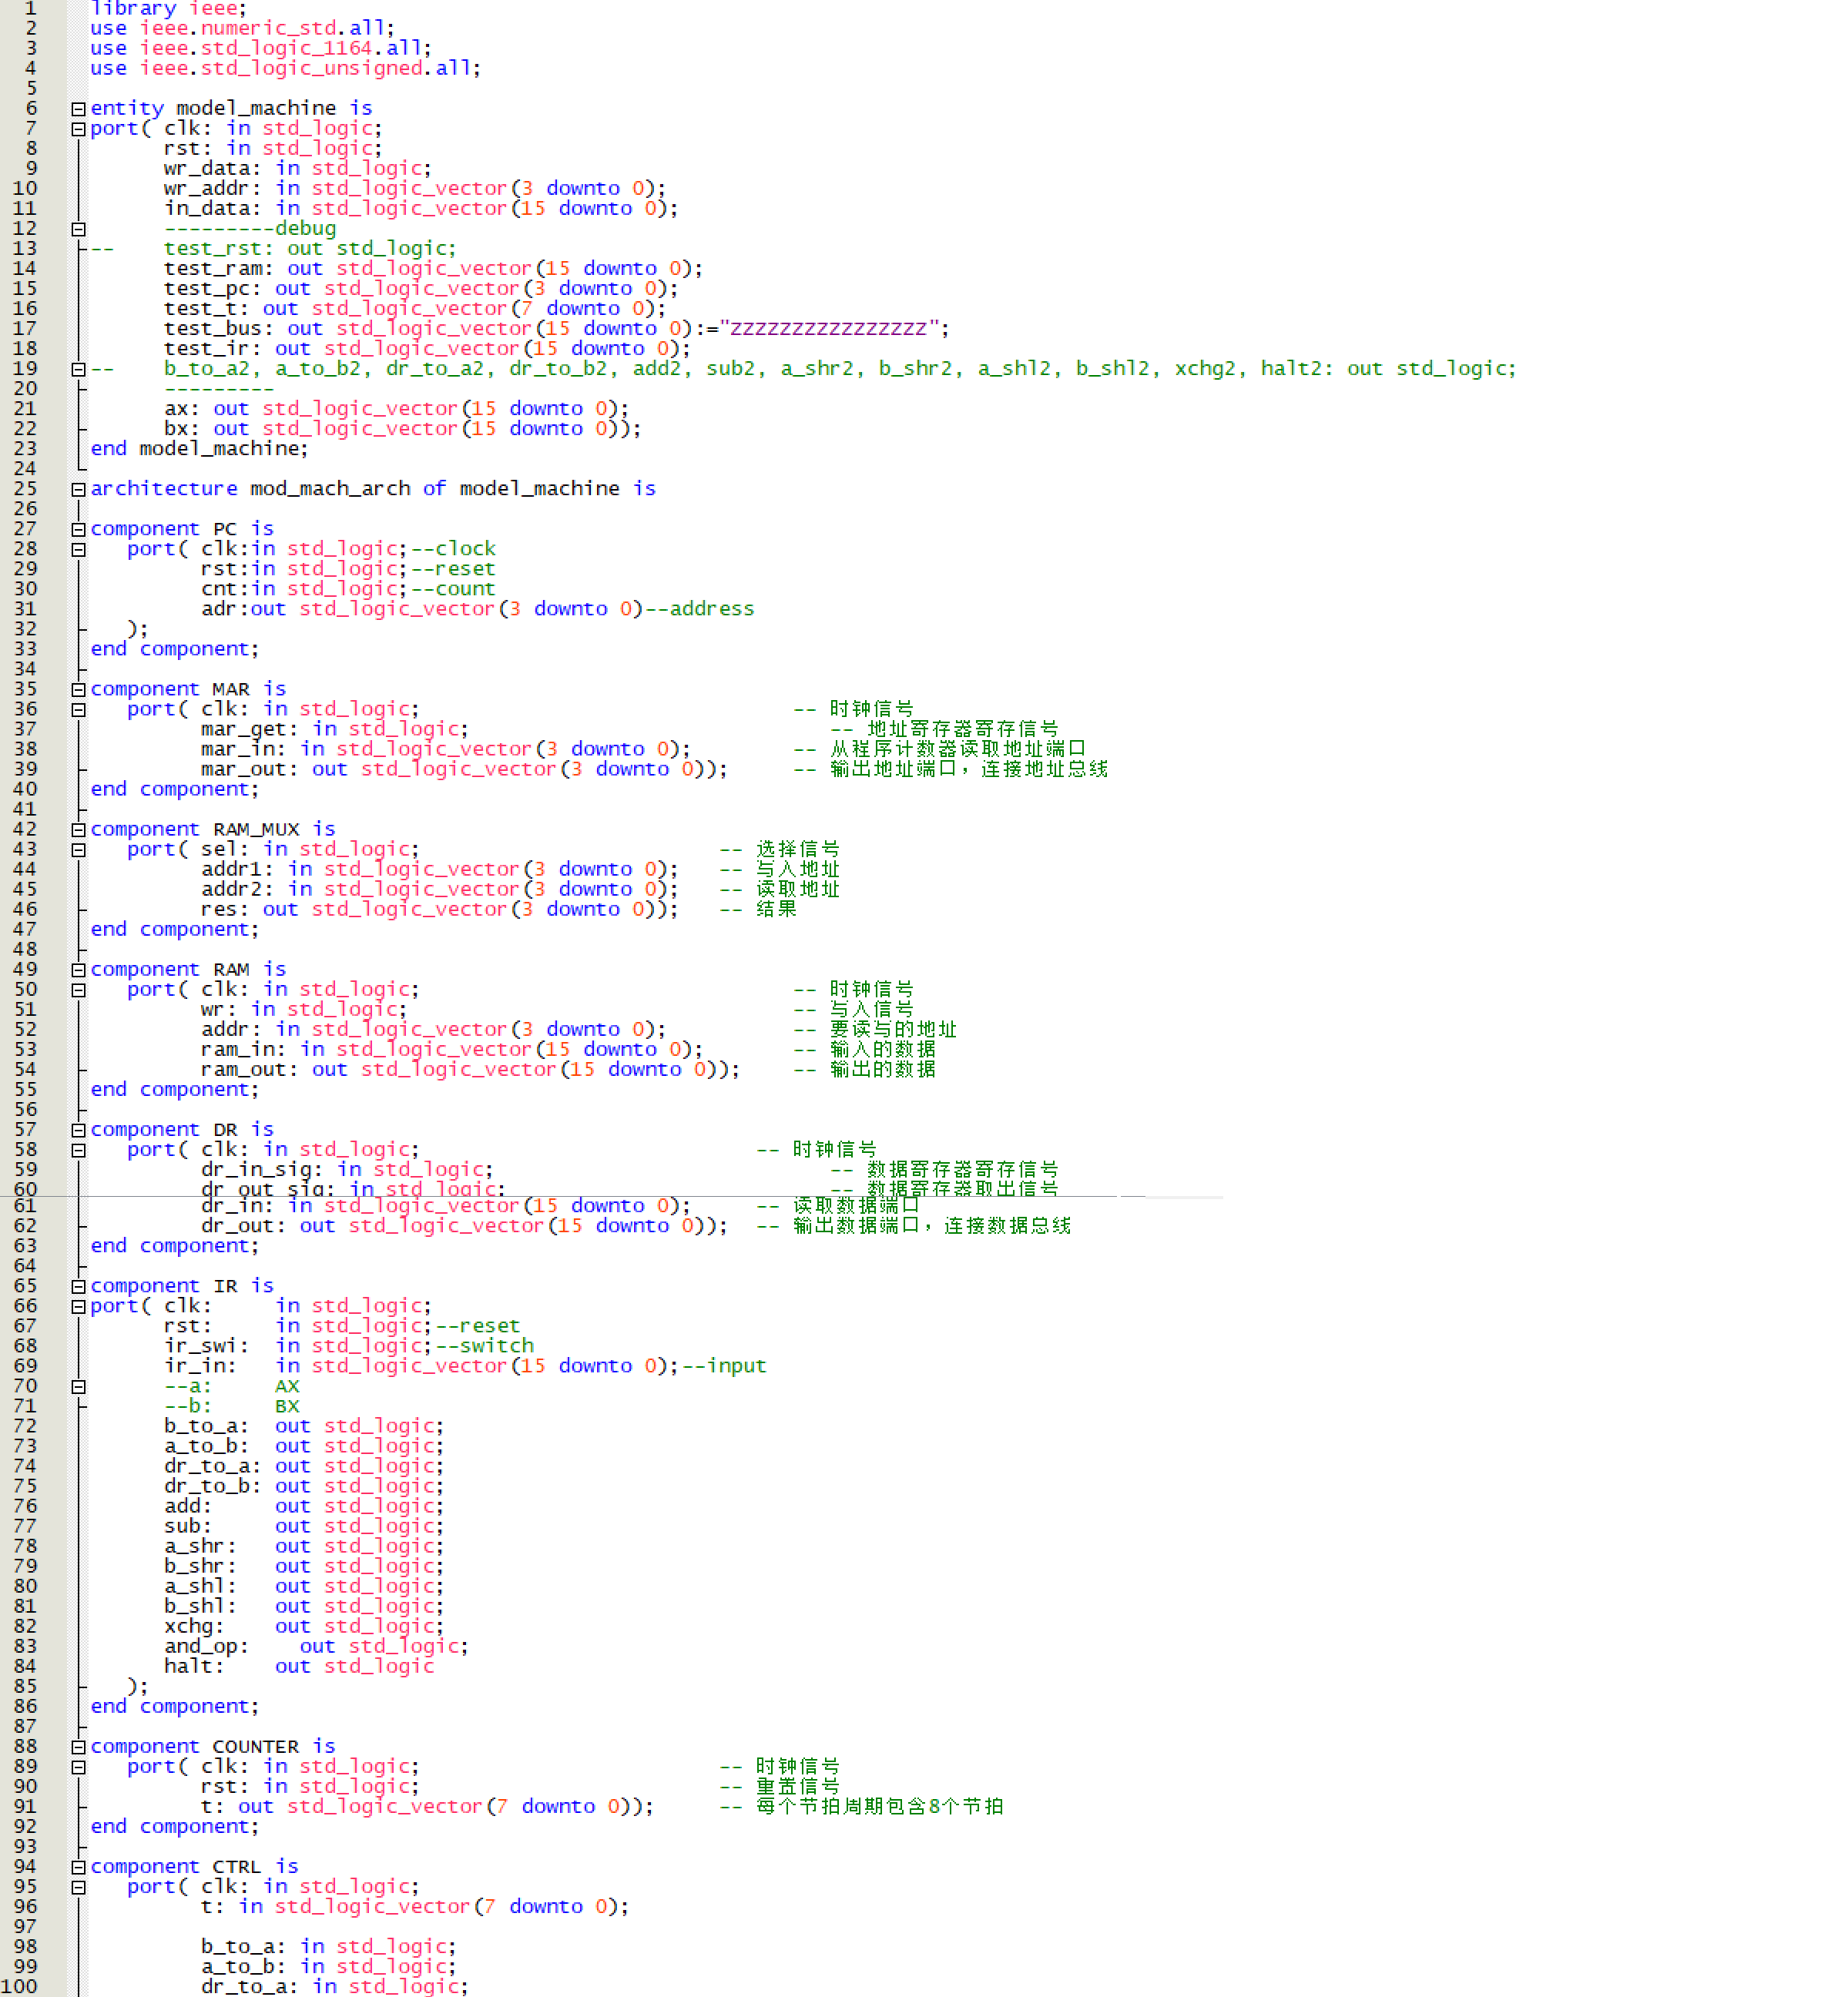 1 library ieee;
2 use ieee.numeric_std.all;
3 use ieee.std_logic_1164.all;
4 use ieee.std_logic_unsigned.all;
5
6 entity model_machine is
7 port( clk: in std_logic;
8 rst: in std_logic;
9 wr_data: in std_logic;
10 wr_addr: in std_logic_vector(3 downto 0);
11 in_data: in std_logic_vector(15 downto 0);
12 ---------debug
13 -- test_rst: out std_logic;
14 test_ram: out std_logic_vector(15 downto 0);
15 test_pc: out std_logic_vector(3 downto 0);
16 test_t: out std_logic_vector(7 downto 0);
17 test_bus: out std_logic_vector(15 downto 0):="ZZZZZZZZZZZZZZZZ";
18 test_ir: out std_logic_vector(15 downto 0);
19 -- b_to_a2, a_to_b2, dr_to_a2, dr_to_b2, add2, sub2, a_shr2, b_shr2, a_shl2, b_shl2, xchg2, halt2: out std_logic;
20 ---------
21 ax: out std_logic_vector(15 downto 0);
22 bx: out std_logic_vector(15 downto 0));
23 end model_machine;
24
25 architecture mod_mach_arch of model_machine is
26
27 component PC is
28 port( clk:in std_logic;--clock
29 rst:in std_logic;--reset
30 cnt:in std_logic;--count
31 adr:out std_logic_vector(3 downto 0)--address
32 );
33 end component;
34
35 component MAR is
36 port( clk: in std_logic; -- 时钟信号
37 mar_get: in std_logic; -- 地址寄存器寄存信号
38 mar_in: in std_logic_vector(3 downto 0); -- 从程序计数器读取地址端口
39 mar_out: out std_logic_vector(3 downto 0)); -- 输出地址端口，连接地址总线
40 end component;
41
42 component RAM_MUX is
43 port( sel: in std_logic; -- 选择信号
44 addr1: in std_logic_vector(3 downto 0); -- 写入地址
45 addr2: in std_logic_vector(3 downto 0); -- 读取地址
46 res: out std_logic_vector(3 downto 0)); -- 结果
47 end component;
48
49 component RAM is
50 port( clk: in std_logic; -- 时钟信号
51 wr: in std_logic; -- 写入信号
52 addr: in std_logic_vector(3 downto 0); -- 要读写的地址
53 ram_in: in std_logic_vector(15 downto 0); -- 输入的数据
54 ram_out: out std_logic_vector(15 downto 0)); -- 输出的数据
55 end component;
56
57 component DR is
58 port( clk: in std_logic; -- 时钟信号
59 dr_in_sig: in std_logic; -- 数据寄存器寄存信号
60 dr_out_sig: in std_logic; -- 数据寄存器取出信号
61 dr_in: in std_logic_vector(15 downto 0); -- 读取数据端口
62 dr_out: out std_logic_vector(15 downto 0)); -- 输出数据端口，连接数据总线
63 end component;
64
65 component IR is
66 port( clk: in std_logic;
67 rst: in std_logic;--reset
68 ir_swi: in std_logic;--switch
69 ir_in: in std_logic_vector(15 downto 0);--input
70 --a: AX
71 --b: BX
72 b_to_a: out std_logic;
73 a_to_b: out std_logic;
74 dr_to_a: out std_logic;
75 dr_to_b: out std_logic;
76 add: out std_logic;
77 sub: out std_logic;
78 a_shr: out std_logic;
79 b_shr: out std_logic;
80 a_shl: out std_logic;
81 b_shl: out std_logic;
82 xchg: out std_logic;
83 and_op: out std_logic;
84 halt: out std_logic
85 );
86 end component;
87
88 component COUNTER is
89 port( clk: in std_logic; -- 时钟信号
90 rst: in std_logic; -- 重置信号
91 t: out std_logic_vector(7 downto 0)); -- 每个节拍周期包含8个节拍
92 end component;
93
94 component CTRL is
95 port( clk: in std_logic;
96 t: in std_logic_vector(7 downto 0);
97
98 b_to_a: in std_logic;
99 a_to_b: in std_logic;
100 dr_to_a: in std_logic;